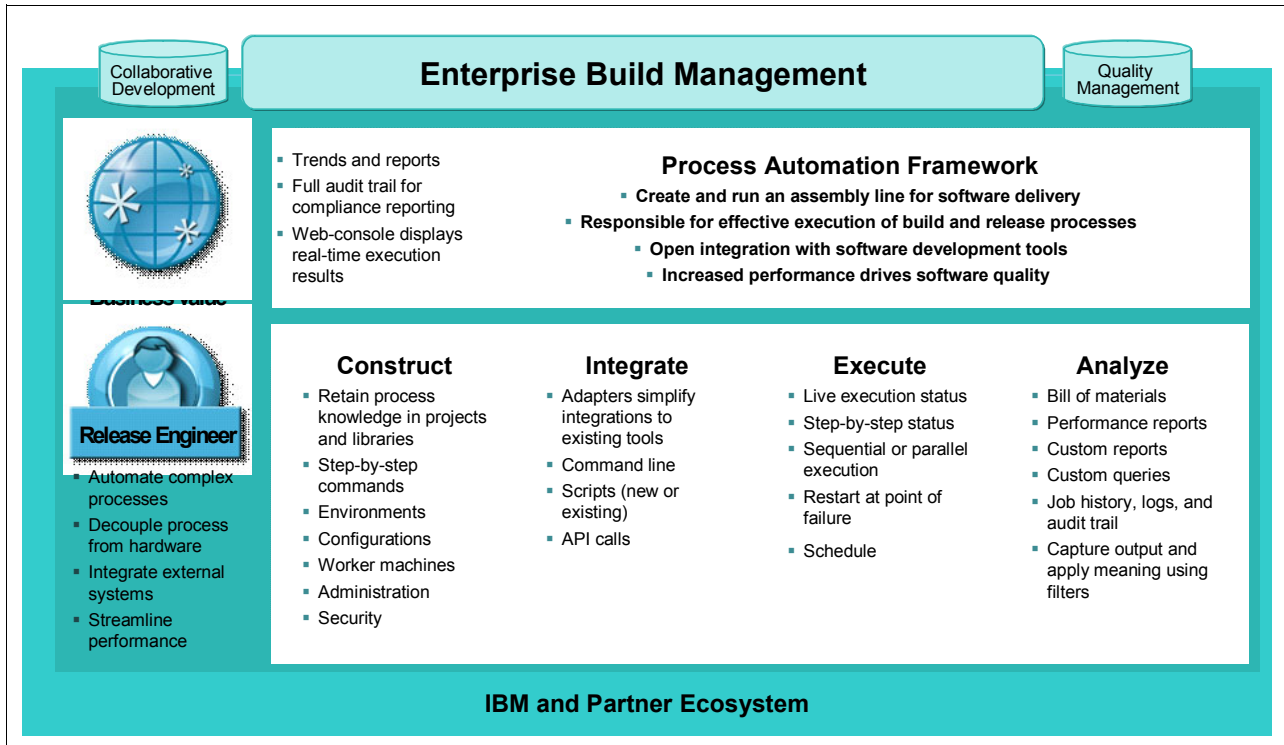 Collaborative
Development
Enterprise Build Management
Quality
Management
▪ Trends and reports
▪ Full audit trail for
compliance reporting
▪ Web-console displays
real-time execution
results
Process Automation Framework
▪ Create and run an assembly line for software delivery
▪ Responsible for effective execution of build and release processes
▪ Open integration with software development tools
▪ Increased performance drives software quality
Business Value
Release Engineer
▪ Automate complex
processes
▪ Decouple process
from hardware
▪ Integrate external
systems
▪ Streamline
performance
Construct
▪ Retain process
knowledge in projects
and libraries
▪ Step-by-step
commands
▪ Environments
▪ Configurations
▪ Worker machines
▪ Administration
▪ Security
Integrate
▪ Adapters simplify
integrations to
existing tools
▪ Command line
▪ Scripts (new or
existing)
▪ API calls
Execute
▪ Live execution status
▪ Step-by-step status
▪ Sequential or parallel
execution
▪ Restart at point of
failure
▪ Schedule
Analyze
▪ Bill of materials
▪ Performance reports
▪ Custom reports
▪ Custom queries
▪ Job history, logs, and
audit trail
▪ Capture output and
apply meaning using
filters
IBM and Partner Ecosystem